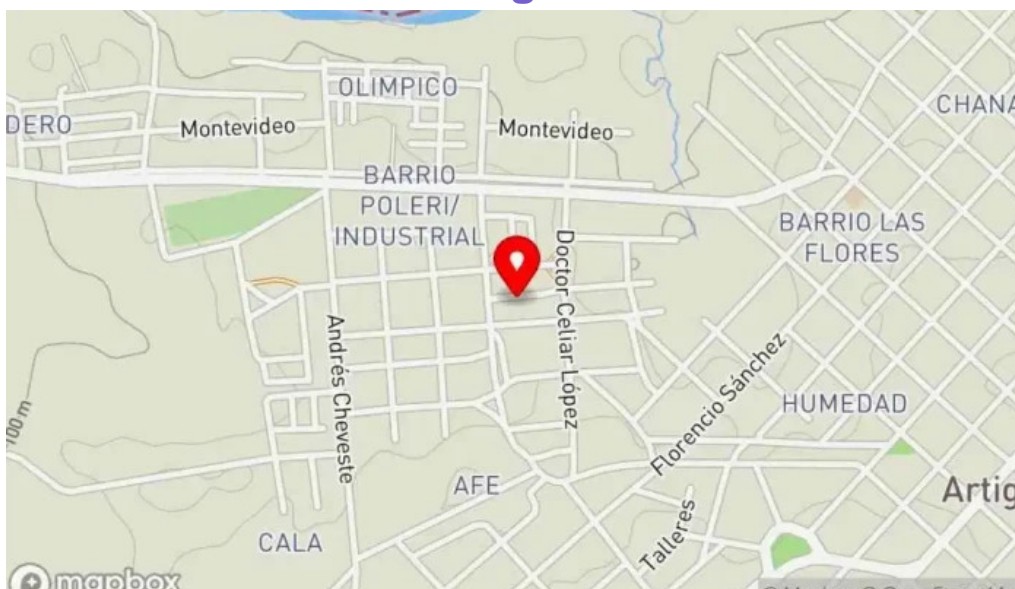 OLIMPICO
CHANA
DERO
Montevideo
Montevideo
BARRIO
POLERI/
INDUSTRIAL
BARRIO LAS
FLORES
Doctor Celiar López
Andrés Cheveste
Florencio Sánchez
HUMEDAD
100 m
AFE
Artig
Talleres
CALA
mapbox